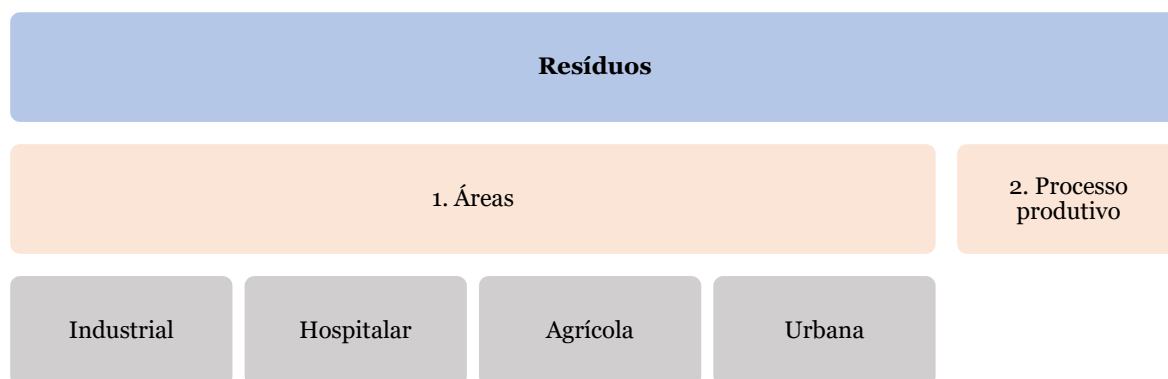 Resíduos
1. Áreas
2. Processo
produtivo
Industrial
Hospitalar
Agrícola
Urbana